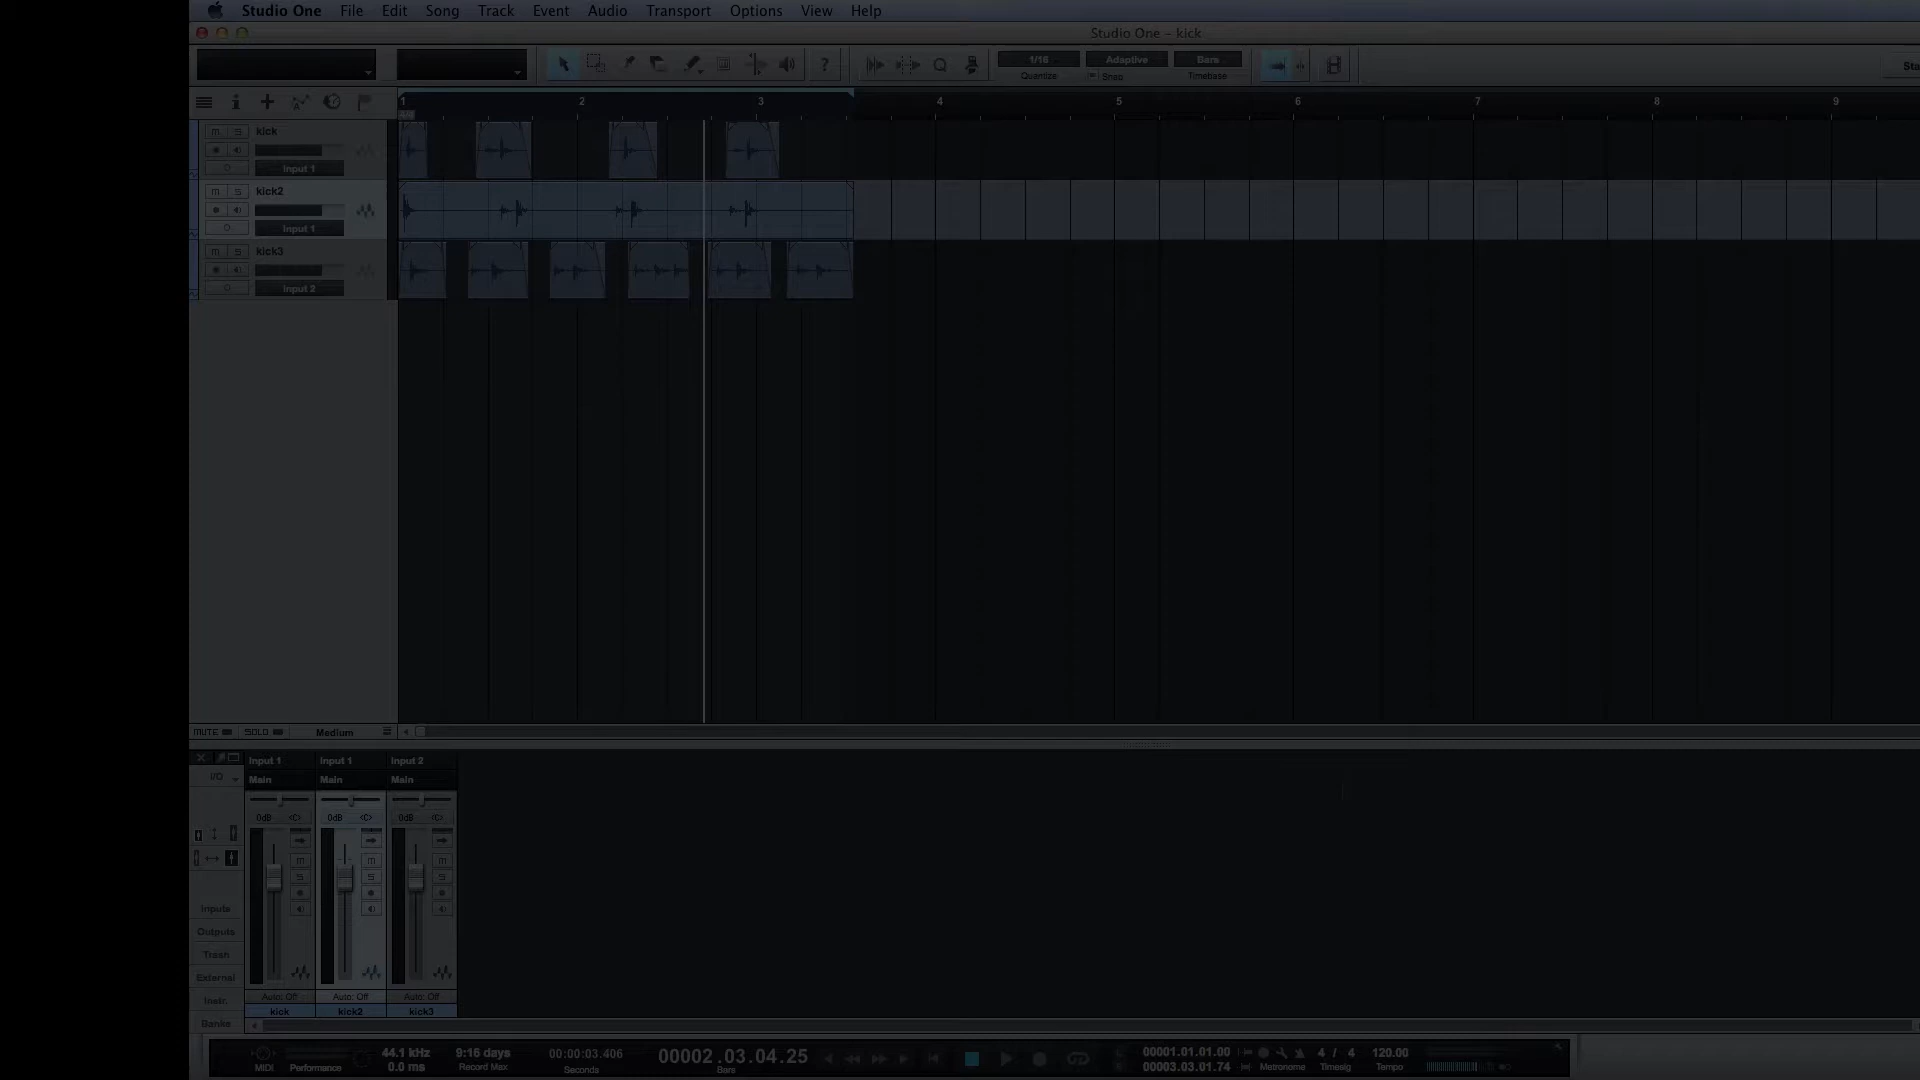 Studio One File Edit Song Track Event Audio Transport Options View Help
Studio One - kick
1/16 Adaptive Bars
Quantize Snap Timebase
Sta
1 2 3 4 5 6 7 8 9
4/4
M S kick
Input 1
M S kick2
Input 1
M S kick3
Input 2
MUTE SOLO Medium
Input 1 Input 1 Input 2
I/O Main Main Main
0dB <C> 0dB <C> 0dB <C>
M M M
S S S
Inputs
Outputs
Trash
External
Instr.
Banks
Auto: Off Auto: Off Auto: Off
kick kick2 kick3
44.1 kHz 9:16 days 00:00:03.406 00002.03.04.25 00001.01.01.00 4 / 4 120.00
MIDI Performance 0.0 ms Record Max Seconds Bars 00003.03.01.74 Metronome Timesig Tempo
L